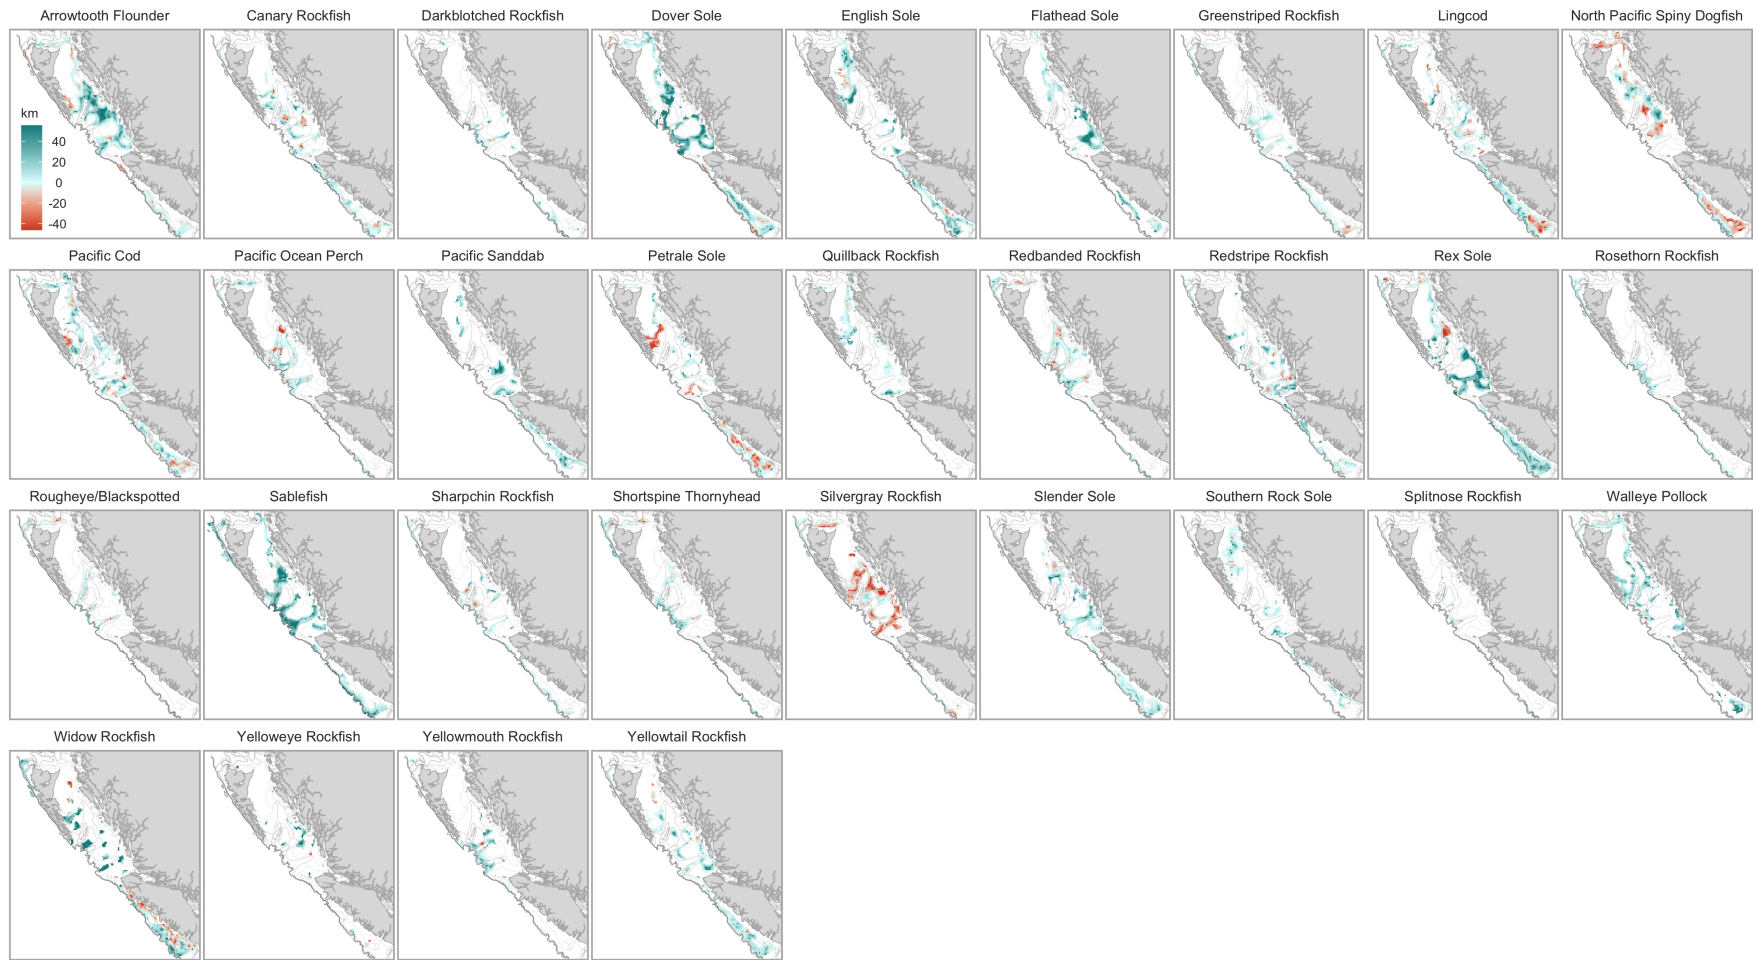 Arrowtooth Flounder
Canary Rockfish
Darkblotched Rockfish
Dover Sole
English Sole
Flathead Sole
Greenstriped Rockfish
Lingcod
North Pacific Spiny Dogfish
km
40
20
0
-20
-40
Pacific Cod
Pacific Ocean Perch
Pacific Sanddab
Petrale Sole
Quillback Rockfish
Redbanded Rockfish
Redstripe Rockfish
Rex Sole
Rosethorn Rockfish
Rougheye/Blackspotted
Sablefish
Sharpchin Rockfish
Shortspine Thornyhead
Silvergray Rockfish
Slender Sole
Southern Rock Sole
Splitnose Rockfish
Walleye Pollock
Widow Rockfish
Yelloweye Rockfish
Yellowmouth Rockfish
Yellowtail Rockfish